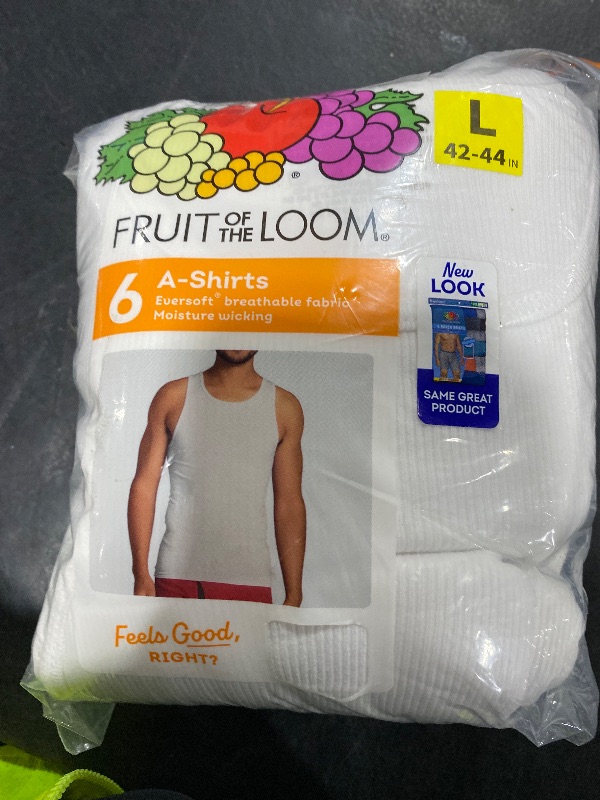 L
42-44 IN
®
FRUIT OF THE LOOM®
6
A-Shirts
Eversoft® breathable fabric
Moisture wicking
New
LOOK
SAME GREAT
PRODUCT
Feels Good,
RIGHT?